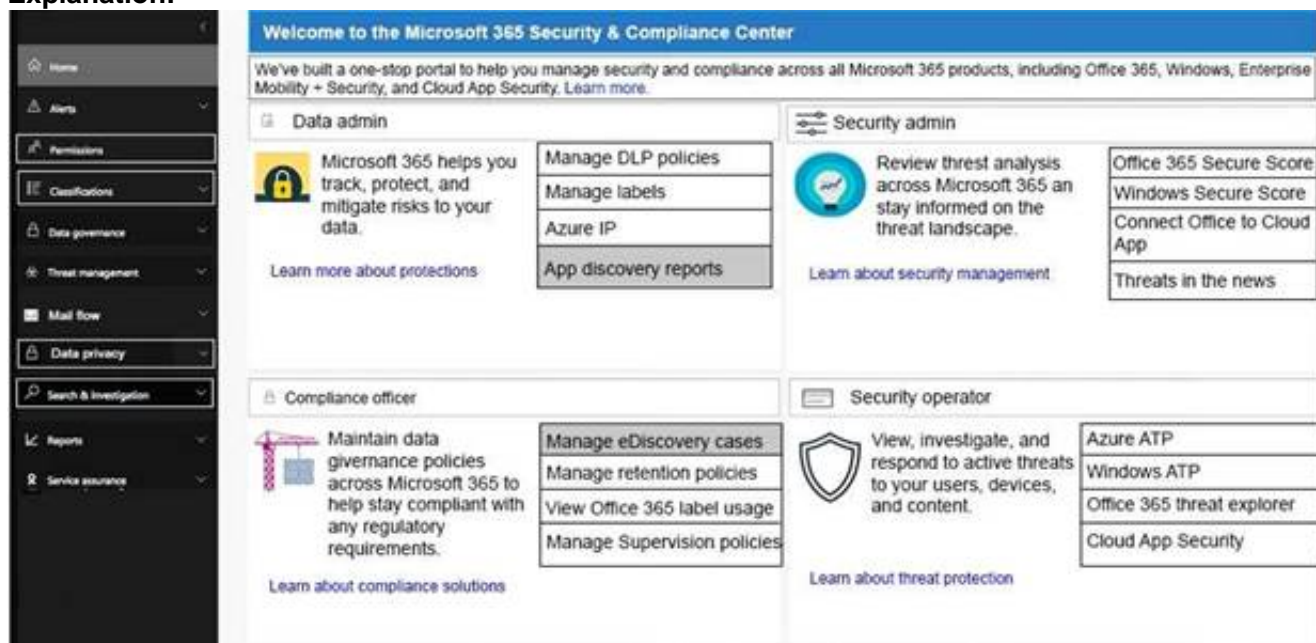 Explanation:
Home
Alerts
Permissions
Classifications
Data governance
Threat management
Mail flow
Data privacy
Search & investigation
Reports
Service assurance
Welcome to the Microsoft 365 Security & Compliance Center
We've built a one-stop portal to help you manage security and compliance across all Microsoft 365 products, including Office 365, Windows, Enterprise
Mobility + Security, and Cloud App Security. Learn more.
Data admin
Microsoft 365 helps you
track, protect, and
mitigate risks to your
data.
Learn more about protections
Manage DLP policies
Manage labels
Azure IP
App discovery reports
Security admin
Review threst analysis
across Microsoft 365 an
stay informed on the
threat landscape.
Learn about security management
Office 365 Secure Score
Windows Secure Score
Connect Office to Cloud
App
Threats in the news
Compliance officer
Maintain data
givernance policies
across Microsoft 365 to
help stay compliant with
any regulatory
requirements.
Learn about compliance solutions
Manage eDiscovery cases
Manage retention policies
View Office 365 label usage
Manage Supervision policies
Security operator
View, investigate, and
respond to active threats
to your users, devices,
and content.
Learn about threat protection
Azure ATP
Windows ATP
Office 365 threat explorer
Cloud App Security